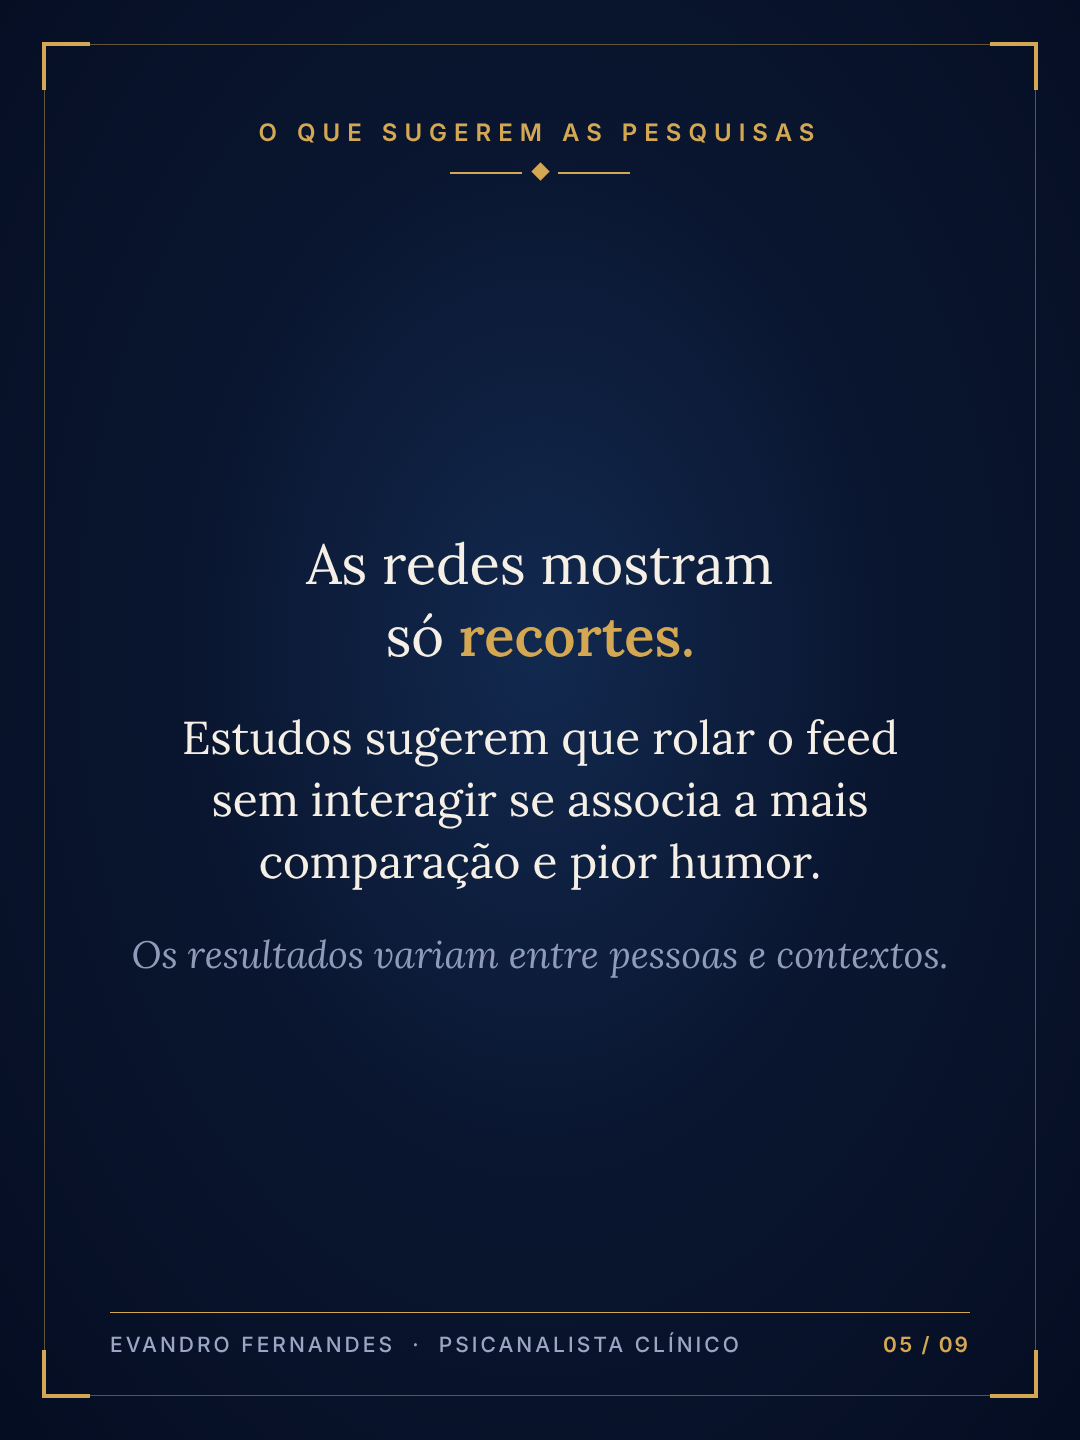 O QUE SUGEREM AS PESQUISAS
As redes mostram
só recortes.
Estudos sugerem que rolar o feed
sem interagir se associa a mais
comparação e pior humor.
Os resultados variam entre pessoas e contextos.
EVANDRO FERNANDES · PSICANALISTA CLÍNICO 05 / 09